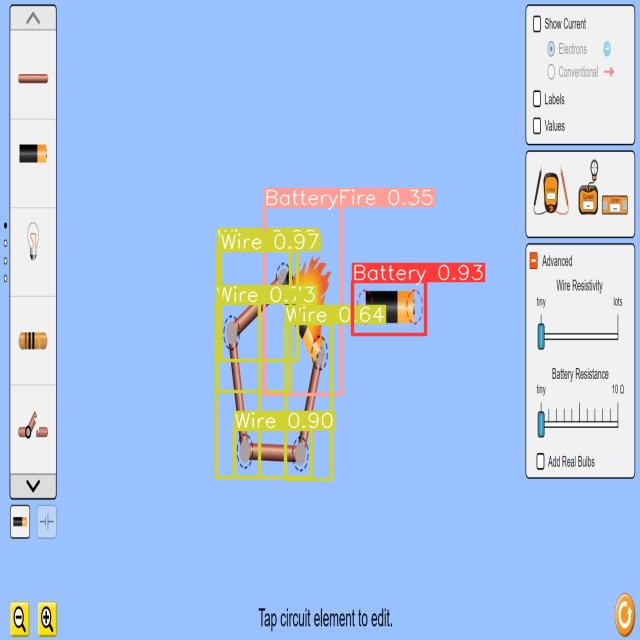 Show Current
Electrons
Conventional
Labels
Values
BatteryFire 0.35
Wire 0.97
Battery 0.93
Wire 0.73
Wire 0.64
Wire 0.90
Advanced
Wire Resistivity
tiny lots
Battery Resistance
tiny 10 Ω
Add Real Bulbs
Tap circuit element to edit.